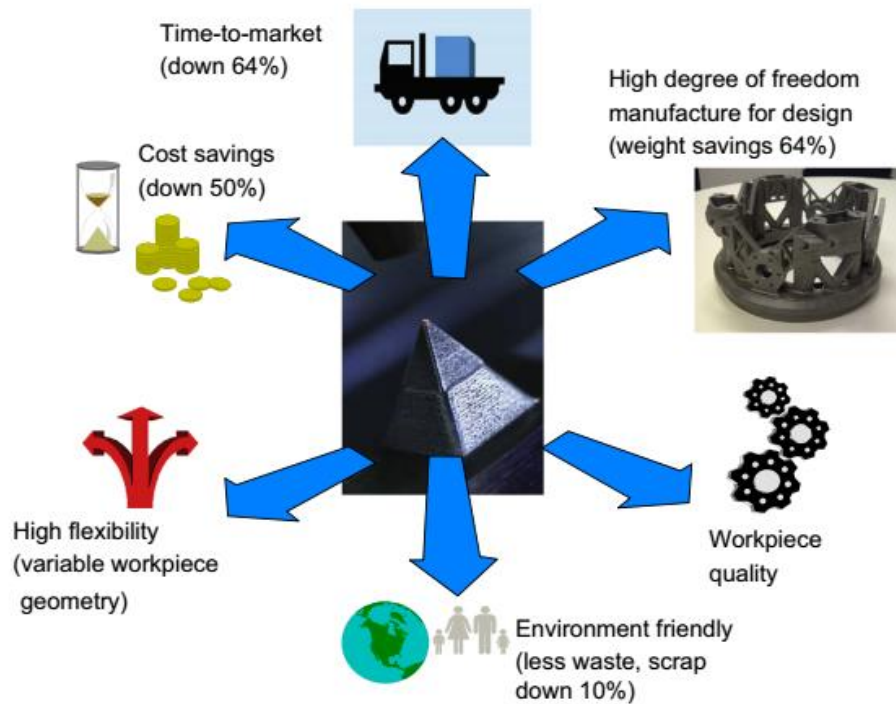 Time-to-market
(down 64%)
High degree of freedom
manufacture for design
(weight savings 64%)
Cost savings
(down 50%)
High flexibility
(variable workpiece
geometry)
Workpiece
quality
Environment friendly
(less waste, scrap
down 10%)